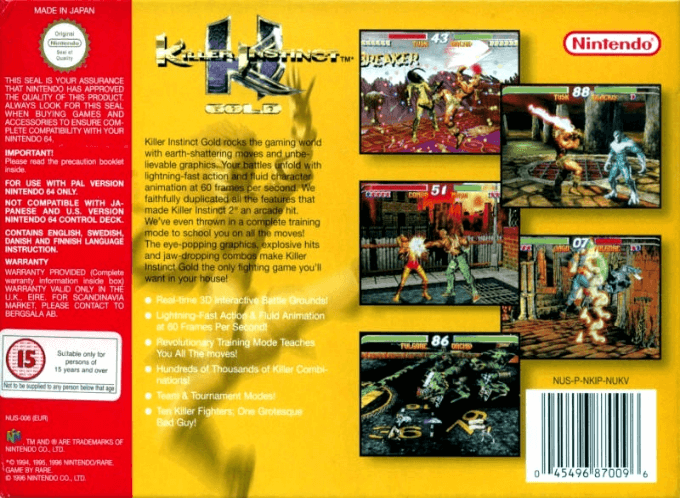 MADE IN JAPAN
Original
Nintendo
Seal of
Quality
THIS SEAL IS YOUR ASSURANCE
THAT NINTENDO HAS APPROVED
THE QUALITY OF THIS PRODUCT.
ALWAYS LOOK FOR THIS SEAL
WHEN BUYING GAMES AND
ACCESSORIES TO ENSURE COM-
PLETE COMPATIBILITY WITH YOUR
NINTENDO 64.
IMPORTANT!
Please read the precaution booklet
inside.
FOR USE WITH PAL VERSION
NINTENDO 64 ONLY.
NOT COMPATIBLE WITH JA-
PANESE AND U.S. VERSION
NINTENDO 64 CONTROL DECK.
CONTAINS ENGLISH, SWEDISH,
DANISH AND FINNISH LANGUAGE
INSTRUCTION.
WARRANTY
WARRANTY PROVIDED (Complete
warranty information inside box)
WARRANTY VALID ONLY IN THE
U.K., EIRE. FOR SCANDINAVIA
MARKET, PLEASE CONTACT TO
BERGSALA AB.
15
Suitable only for
persons of
15 years and over
Not to be supplied to any person below that age
NUS-006 (EUR)
TM AND ® ARE TRADEMARKS OF
NINTENDO CO., LTD.
©1994, 1995, 1996 NINTENDO/RARE.
GAME BY RARE.
© 1996 NINTENDO CO., LTD.
KILLER INSTINCT™
GOLD
Killer Instinct Gold rocks the gaming world
with earth-shattering moves and unbe-
lievable graphics. Your battles unfold with
lightning-fast action and fluid character
animation at 60 frames per second. We
faithfully duplicated all the features that
made Killer Instinct 2® an arcade hit.
We've even thrown in a complete training
mode to school you on all the moves!
The eye-popping graphics, explosive hits
and jaw-dropping combos make Killer
Instinct Gold the only fighting game you'll
want in your house!
● Real-time 3D Interactive Battle Grounds!
● Lightning-Fast Action & Fluid Animation
at 60 Frames Per Second!
● Revolutionary Training Mode Teaches
You All The moves!
● Hundreds of Thousands of Killer Combi-
nations!
● Team & Tournament Modes!
● Ten Killer Fighters; One Grotesque
Bad Guy!
43
TUSK ORCHID
BREAKER
Nintendo®
88
TUSK
51
COMBO
07
86
FULGORE ORCHID
NUS-P-NKIP-NUKV
0 45496 87009 6